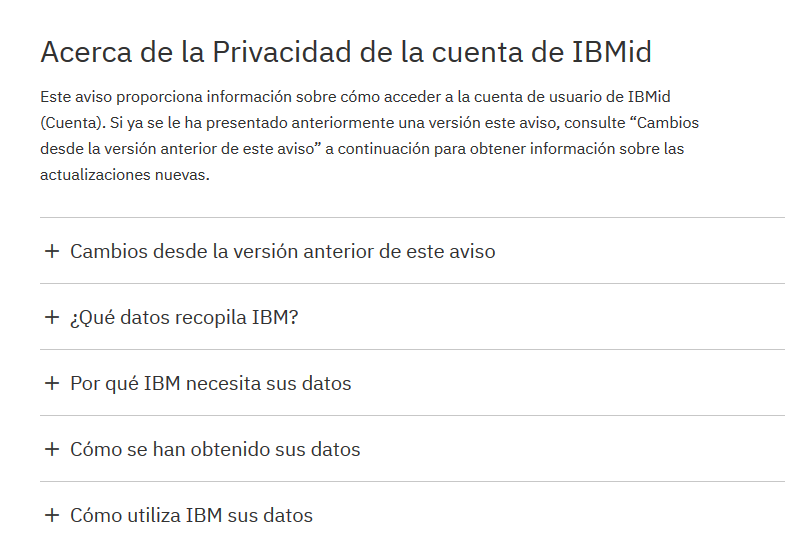 Acerca de la Privacidad de la cuenta de IBMid
Este aviso proporciona información sobre cómo acceder a la cuenta de usuario de IBMid
(Cuenta). Si ya se le ha presentado anteriormente una versión este aviso, consulte “Cambios
desde la versión anterior de este aviso” a continuación para obtener información sobre las
actualizaciones nuevas.
+ Cambios desde la versión anterior de este aviso
+ ¿Qué datos recopila IBM?
+ Por qué IBM necesita sus datos
+ Cómo se han obtenido sus datos
+ Cómo utiliza IBM sus datos